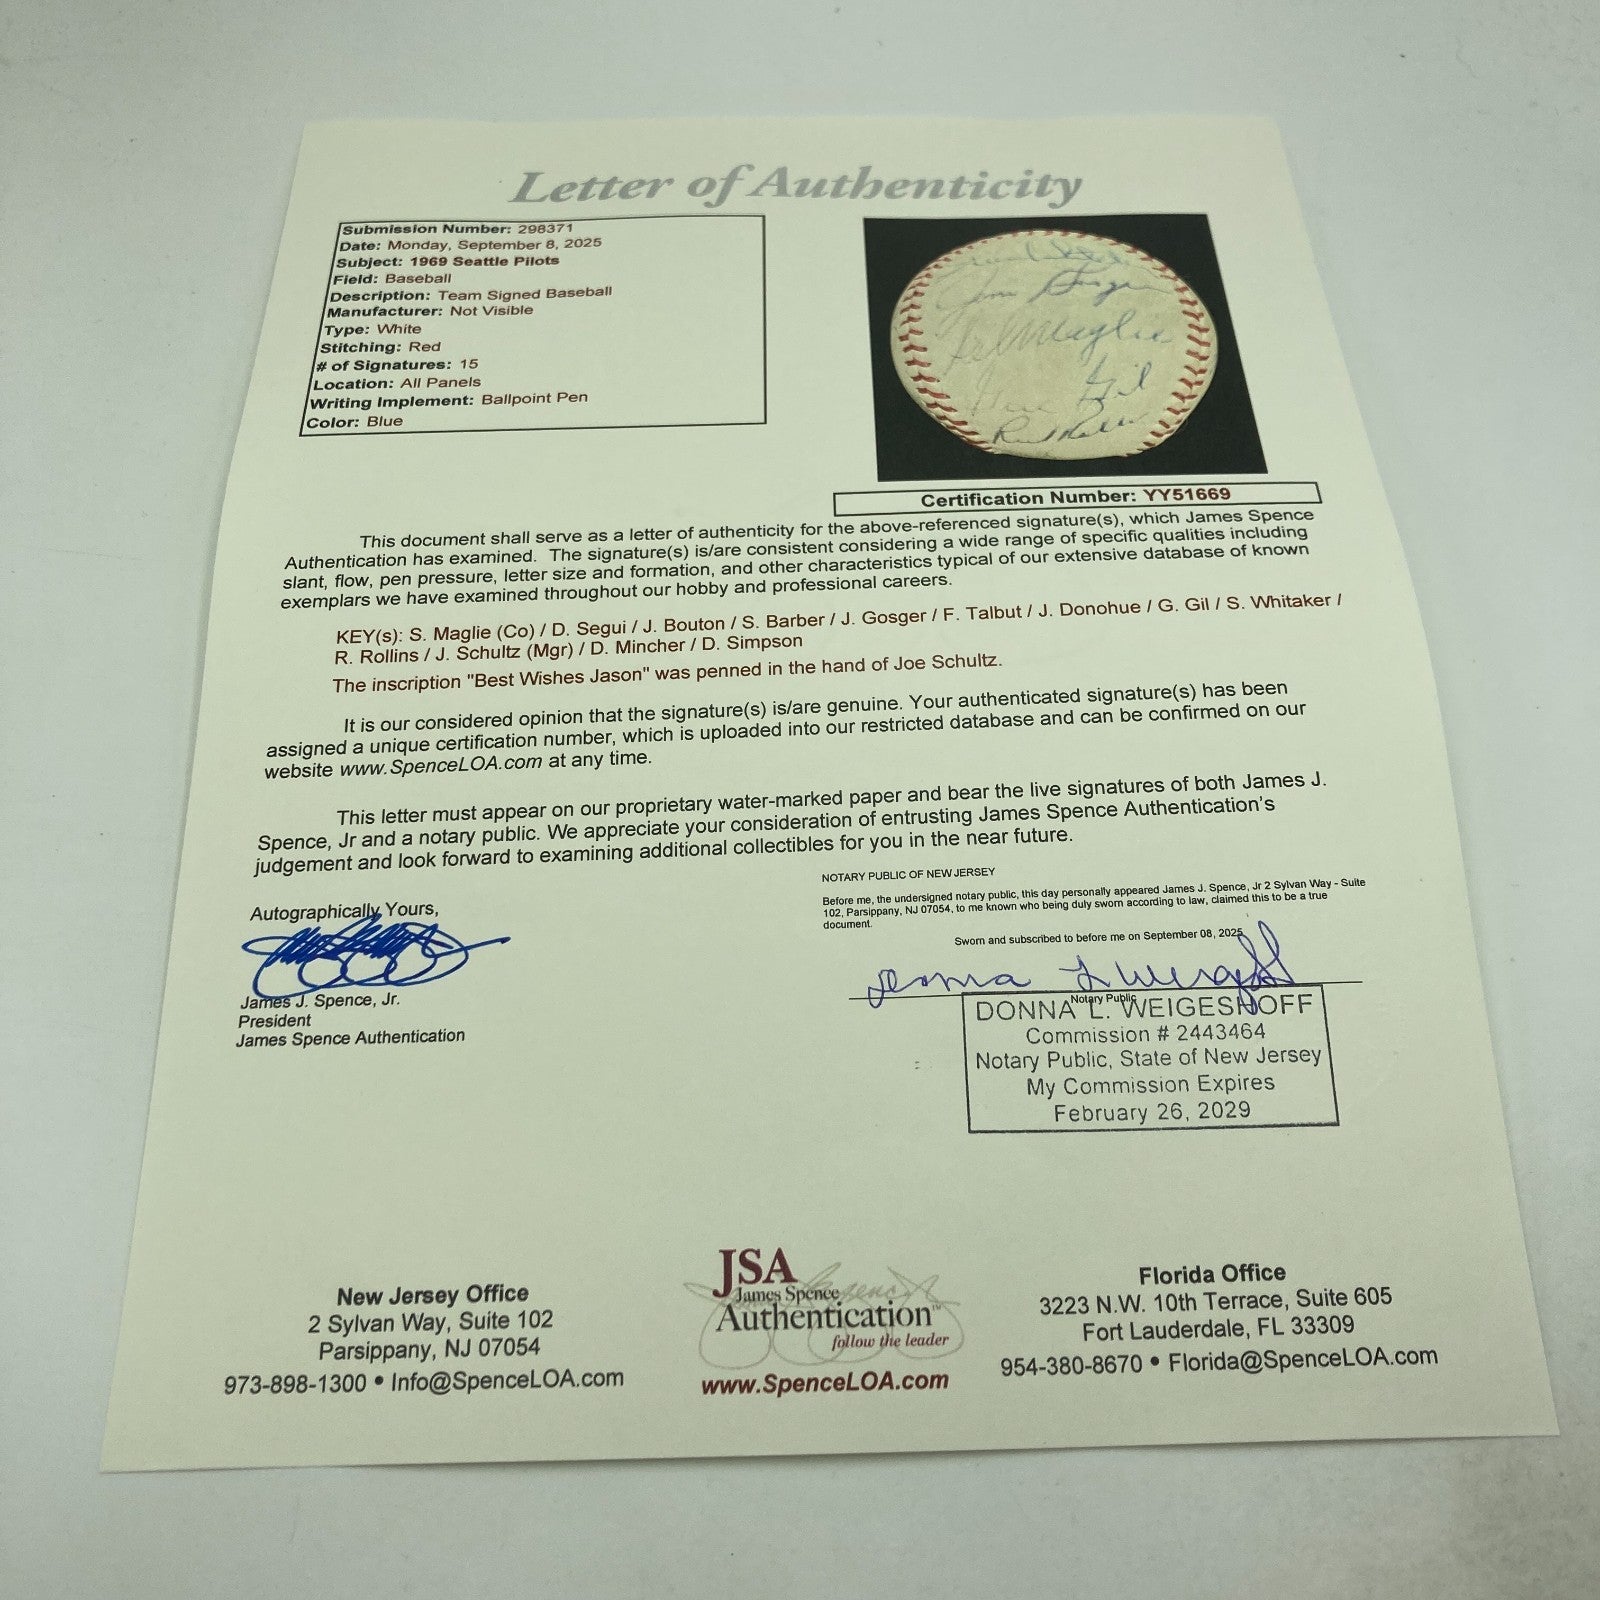 Letter of Authenticity
Submission Number: 298371
Date: Monday, September 8, 2025
Subject: 1969 Seattle Pilots
Field: Baseball
Description: Team Signed Baseball
Manufacturer: Not Visible
Type: White
Stitching: Red
# of Signatures: 15
Location: All Panels
Writing Implement: Ballpoint Pen
Color: Blue
Certification Number: YY51669
This document shall serve as a letter of authenticity for the above-referenced signature(s), which James Spence
Authentication has examined. The signature(s) is/are consistent considering a wide range of specific qualities including
slant, flow, pen pressure, letter size and formation, and other characteristics typical of our extensive database of known
exemplars we have examined throughout our hobby and professional careers.
KEY(s): S. Maglie (Co) / D. Segui / J. Bouton / S. Barber / J. Gosger / F. Talbut / J. Donohue / G. Gil / S. Whitaker /
R. Rollins / J. Schultz (Mgr) / D. Mincher / D. Simpson
The inscription "Best Wishes Jason" was penned in the hand of Joe Schultz.
It is our considered opinion that the signature(s) is/are genuine. Your authenticated signature(s) has been
assigned a unique certification number, which is uploaded into our restricted database and can be confirmed on our
website www.SpenceLOA.com at any time.
This letter must appear on our proprietary water-marked paper and bear the live signatures of both James J.
Spence, Jr and a notary public. We appreciate your consideration of entrusting James Spence Authentication's
judgement and look forward to examining additional collectibles for you in the near future.
NOTARY PUBLIC OF NEW JERSEY
Before me, the undersigned notary public, this day personally appeared James J. Spence, Jr 2 Sylvan Way - Suite
102, Parsippany, NJ 07054, to me known who being duly sworn according to law, claimed this to be a true
document.
Sworn and subscribed to before me on September 08, 2025
Autographically Yours,
James J. Spence, Jr.
President
James Spence Authentication
Donna L Weigeshoff
Notary Public
DONNA L. WEIGESHOFF
Commission # 2443464
Notary Public, State of New Jersey
My Commission Expires
February 26, 2029
New Jersey Office
2 Sylvan Way, Suite 102
Parsippany, NJ 07054
973-898-1300 • Info@SpenceLOA.com
JSA
James Spence
Authentication™
follow the leader
www.SpenceLOA.com
Florida Office
3223 N.W. 10th Terrace, Suite 605
Fort Lauderdale, FL 33309
954-380-8670 • Florida@SpenceLOA.com